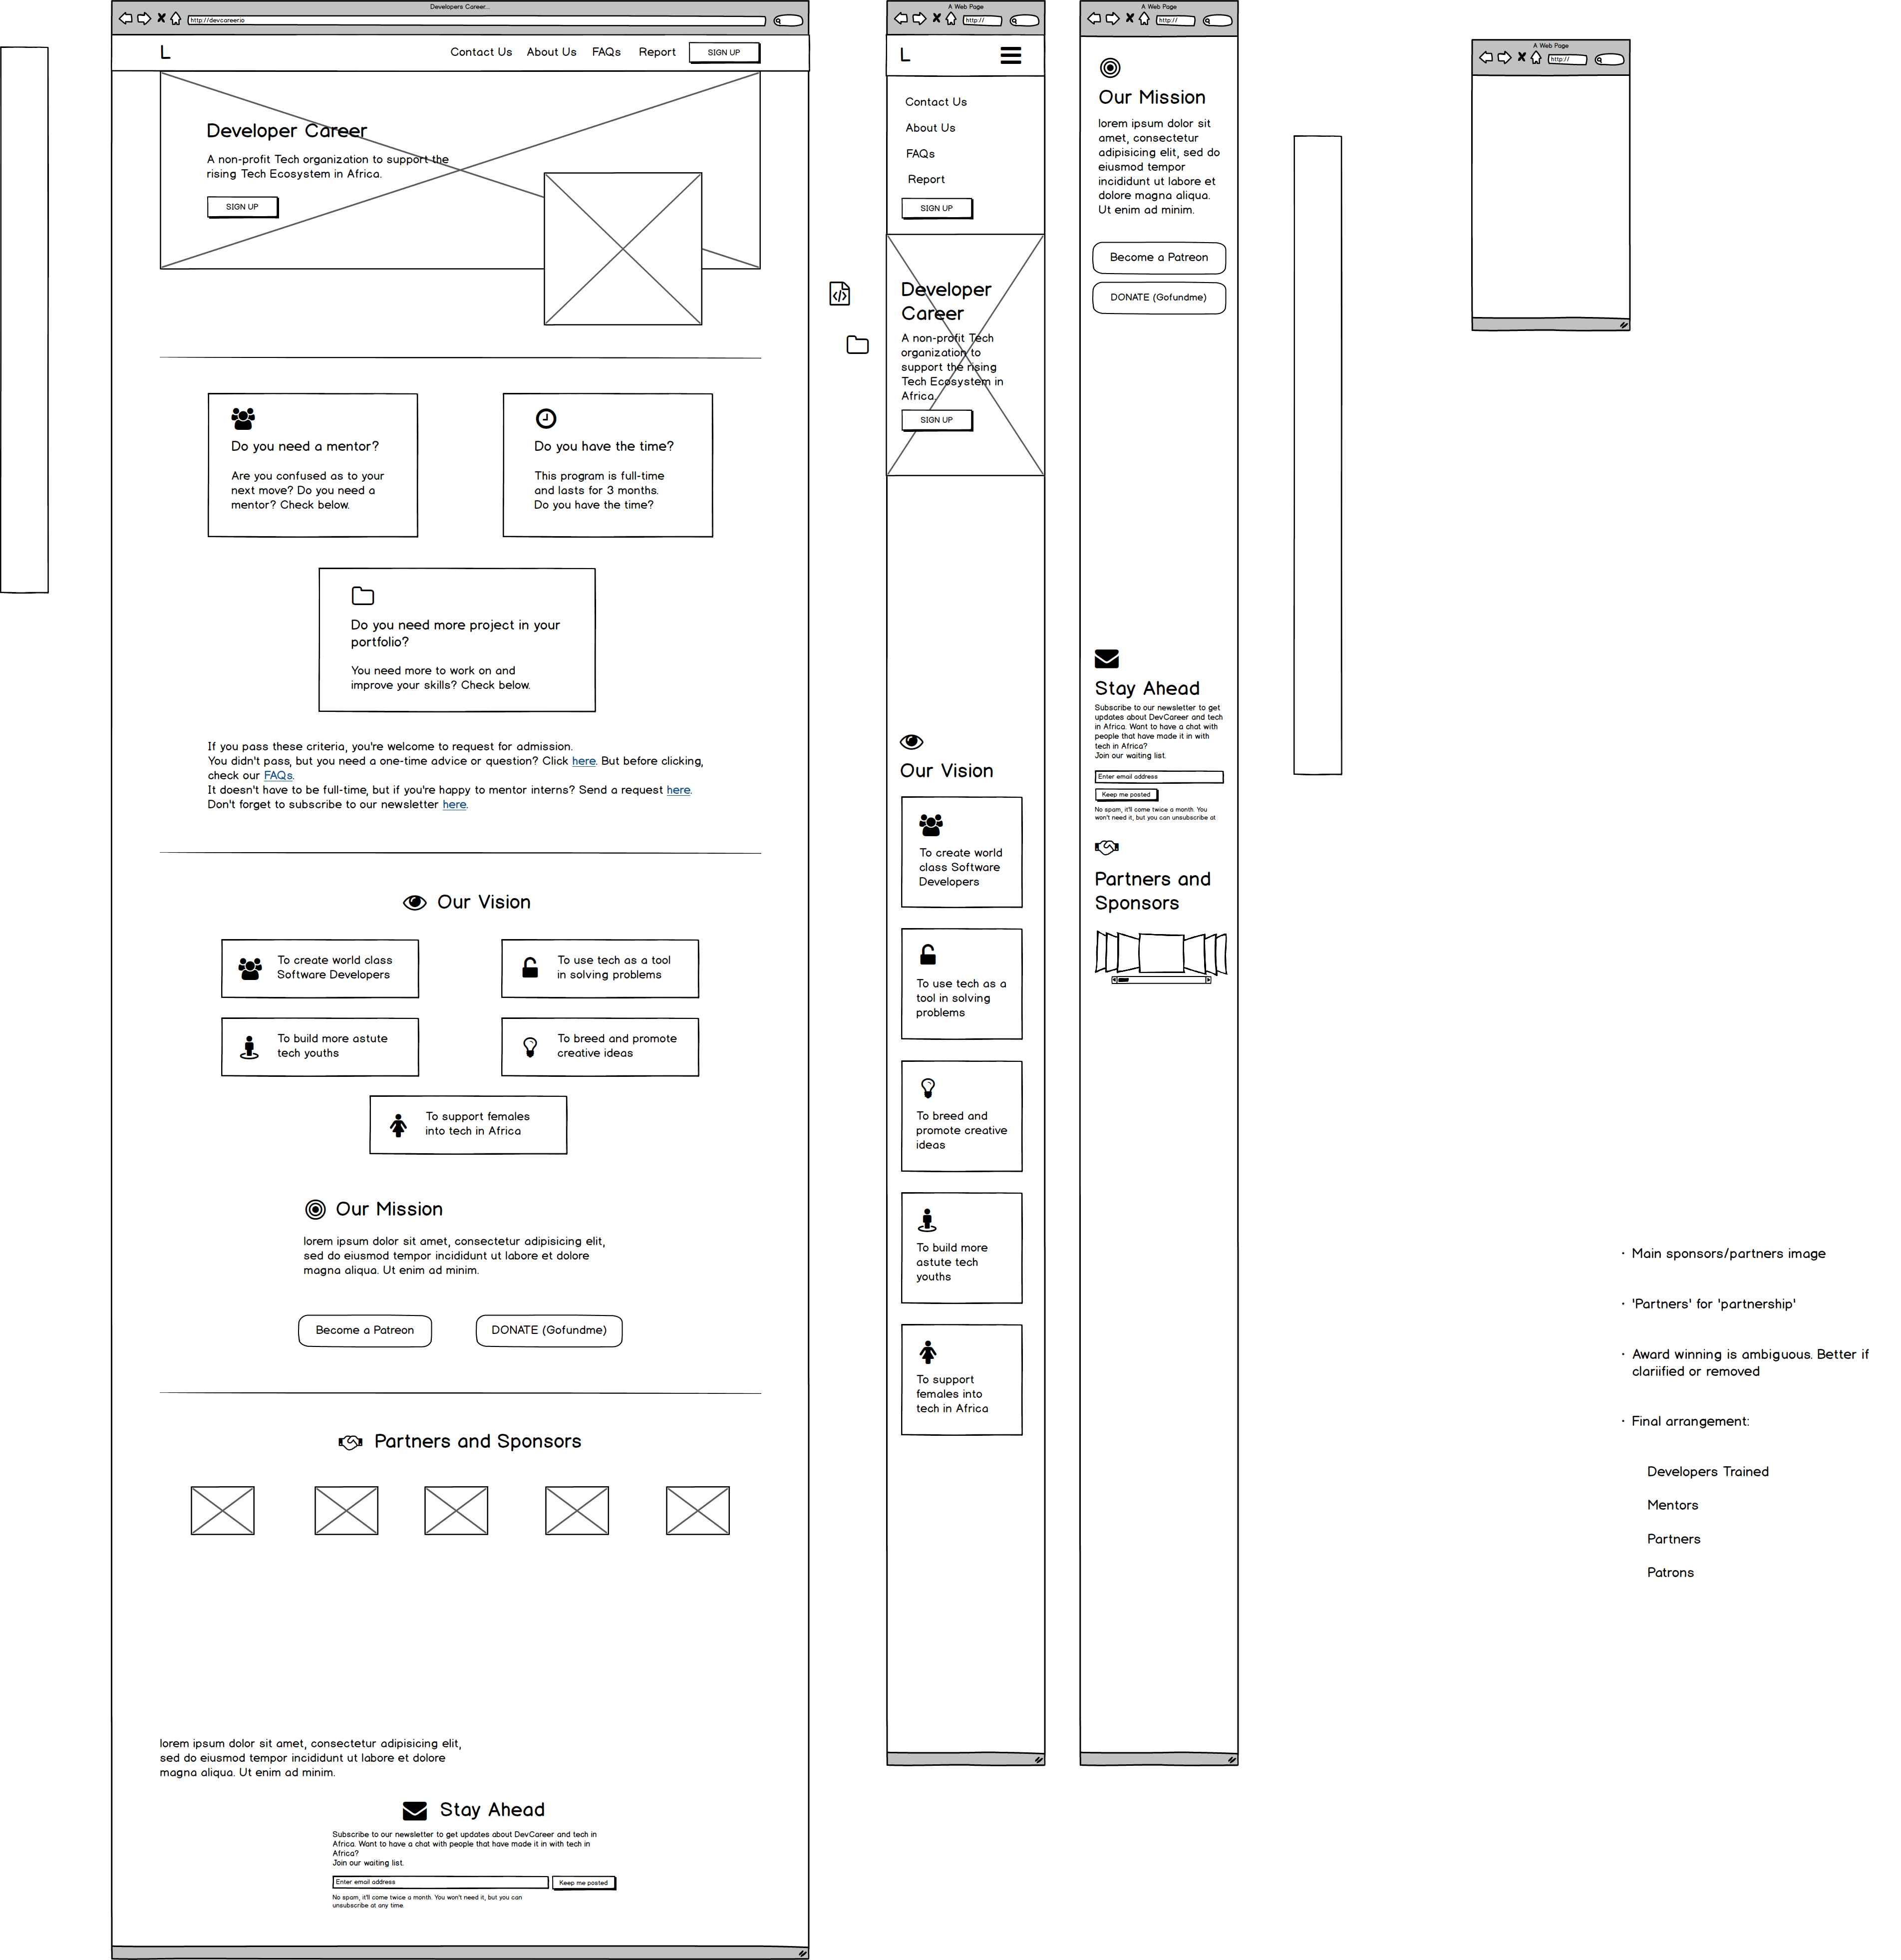 Developers Career...
http://devcareerio
L
Contact Us
About Us
FAQs
Report
SIGN UP
Developer Career
A non-profit Tech organization to support the
rising Tech Ecosystem in Africa.
SIGN UP
Do you need a mentor?
Are you confused as to your
next move? Do you need a
mentor? Check below.
Do you have the time?
This program is full-time
and lasts for 3 months.
Do you have the time?
Do you need more project in your
portfolio?
You need more to work on and
improve your skills? Check below.
If you pass these criteria, you're welcome to request for admission.
You didn't pass, but you need a one-time advice or question? Click here. But before clicking,
check our FAQs.
It doesn't have to be full-time, but if you're happy to mentor interns? Send a request here.
Don't forget to subscribe to our newsletter here.
Our Vision
To create world class
Software Developers
To use tech as a tool
in solving problems
To build more astute
tech youths
To breed and promote
creative ideas
To support females
into tech in Africa
Our Mission
lorem ipsum dolor sit amet, consectetur adipisicing elit,
sed do eiusmod tempor incididunt ut labore et dolore
magna aliqua. Ut enim ad minim.
Become a Patreon
DONATE (Gofundme)
Partners and Sponsors
lorem ipsum dolor sit amet, consectetur adipisicing elit,
sed do eiusmod tempor incididunt ut labore et dolore
magna aliqua. Ut enim ad minim.
Stay Ahead
Subscribe to our newsletter to get updates about DevCareer and tech in
Africa. Want to have a chat with people that have made it in with tech in
Africa?
Join our waiting list.
Enter email address
Keep me posted
No spam, it'll come twice a month. You won't need it, but you can
unsubscribe at any time.
A Web Page
http://
L
Contact Us
About Us
FAQs
Report
SIGN UP
Developer
Career
A non-profit Tech
organization to
support the rising
Tech Ecosystem in
Africa.
SIGN UP
Our Vision
To create world
class Software
Developers
To use tech as a
tool in solving
problems
To breed and
promote creative
ideas
To build more
astute tech
youths
To support
females into
tech in Africa
A Web Page
http://
Our Mission
lorem ipsum dolor sit
amet, consectetur
adipisicing elit, sed do
eiusmod tempor
incididunt ut labore et
dolore magna aliqua.
Ut enim ad minim.
Become a Patreon
DONATE (Gofundme)
Stay Ahead
Subscribe to our newsletter to get
updates about DevCareer and tech
in Africa. Want to have a chat with
people that have made it in with
tech in Africa?
Join our waiting list.
Enter email address
Keep me posted
No spam, it'll come twice a month. You
won't need it, but you can unsubscribe at
Partners and
Sponsors
A Web Page
http://
· Main sponsors/partners image
· 'Partners' for 'partnership'
· Award winning is ambiguous. Better if
clariified or removed
· Final arrangement:
Developers Trained
Mentors
Partners
Patrons